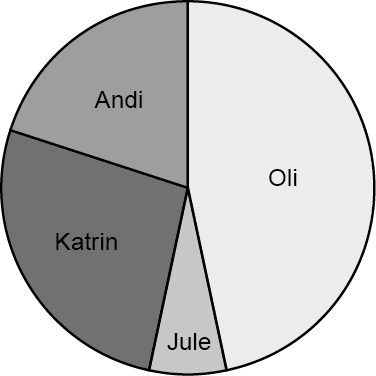 Andi
Oli
Katrin
Jule